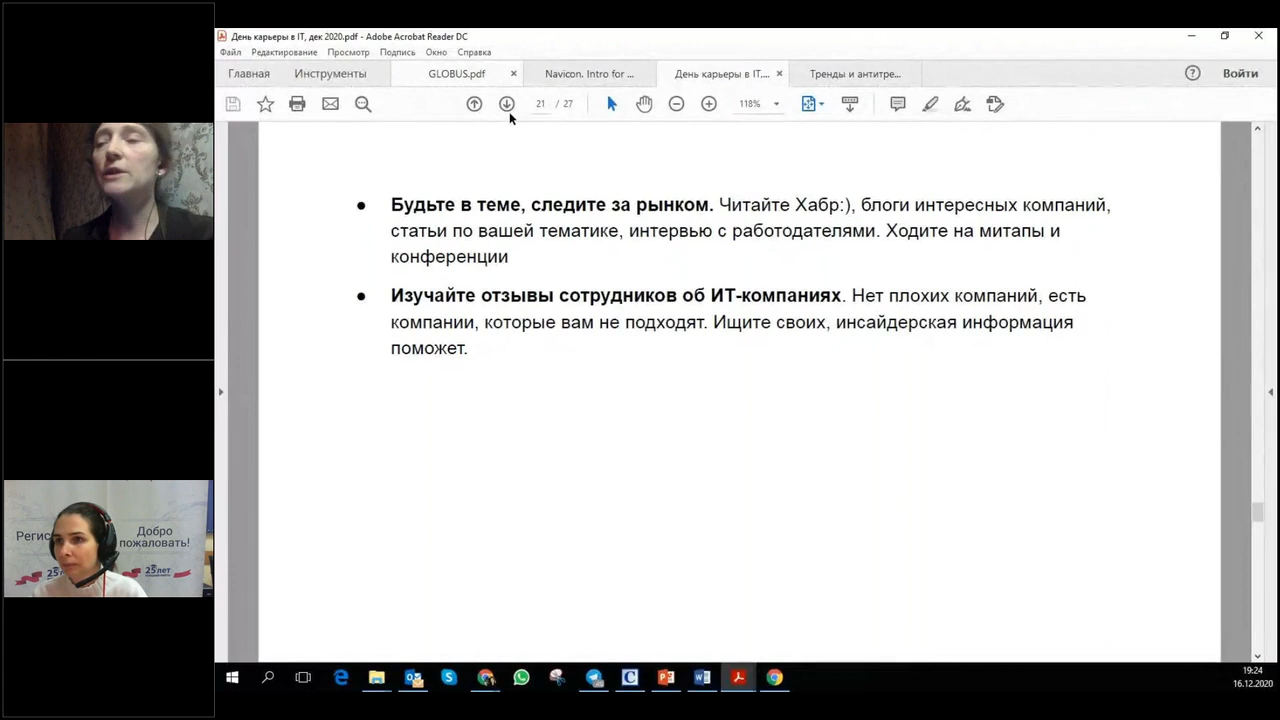 День карьеры в IT, дек 2020.pdf - Adobe Acrobat Reader DC
Файл Редактирование Просмотр Подпись Окно Справка
Главная Инструменты GLOBUS.pdf Navicon. Intro for ... День карьеры в IT,... Тренды и антитре... Войти
21 / 27 118%
● Будьте в теме, следите за рынком. Читайте Хабр:), блоги интересных компаний,
статьи по вашей тематике, интервью с работодателями. Ходите на митапы и
конференции
● Изучайте отзывы сотрудников об ИТ-компаниях. Нет плохих компаний, есть
компании, которые вам не подходят. Ищите своих, инсайдерская информация
поможет.
Добро
пожаловать!
25 лет
19:24
16.12.2020